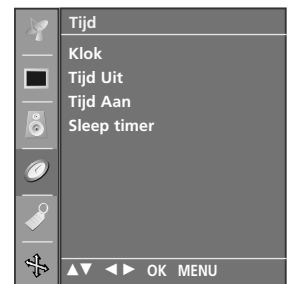 Tijd
Klok
Tijd Uit
Tijd Aan
Sleep timer
▲▼ ◄► OK MENU